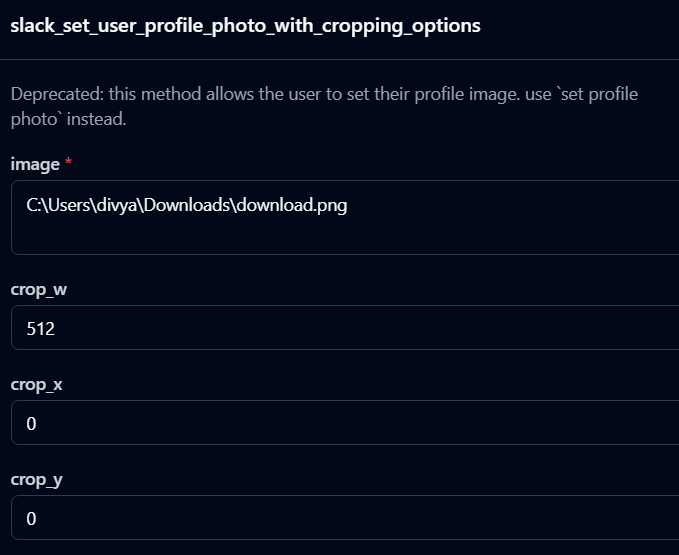 slack_set_user_profile_photo_with_cropping_options
Deprecated: this method allows the user to set their profile image. use `set profile
photo` instead.
image *
C:\Users\divya\Downloads\download.png
crop_w
512
crop_x
0
crop_y
0